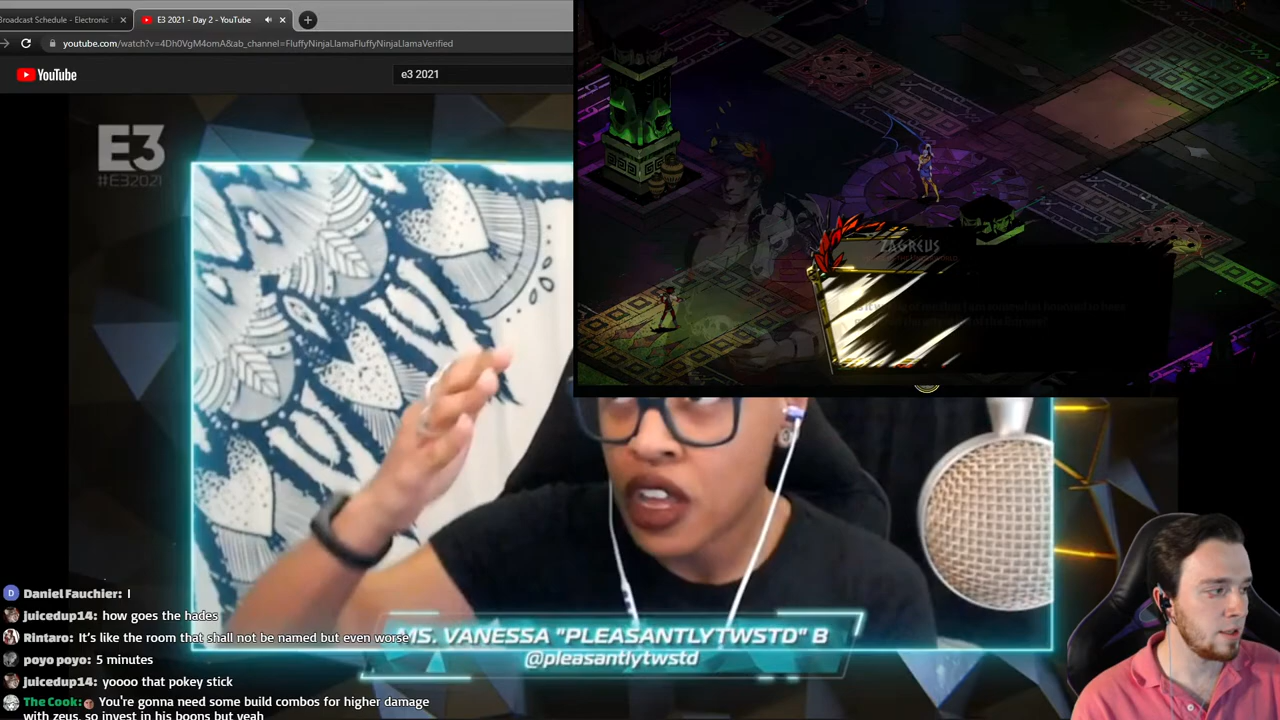 Broadcast Schedule - Electronic
E3 2021 - Day 2 - YouTube
youtube.com/watch?v=4Dh0VgM4omA&ab_channel=FluffyNinjaLlamaFluffyNinjaLlamaVerified
YouTube
e3 2021
E3
#E32021
ZAGREUS
MS. VANESSA "PLEASANTLYTWSTD" B
@pleasantlytwstd
D Daniel Fauchier: I
juicedup14: how goes the hades
Rintaro: It's like the room that shall not be named but even worse
poyo poyo: 5 minutes
juicedup14: yoooo that pokey stick
The Cook: You're gonna need some build combos for higher damage
with zeus, so invest in his boons but yeah